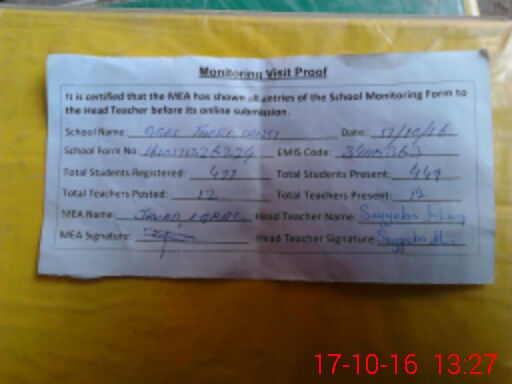 Monitoring Visit Proof
It is certified that the MEA has shown all entries of the School Monitoring Form to
the Head Teacher before its online submission.
School Name: Date: 17/10/16
School Form No: EMIS Code:
Total Students Registered: Total Students Present: 449
Total Teachers Posted: 12 Total Teachers Present: 12
MEA Name: Head Teacher Name: Sayyeba
MEA Signature: Head Teacher Signature: Sayyeba
17-10-16 13:27